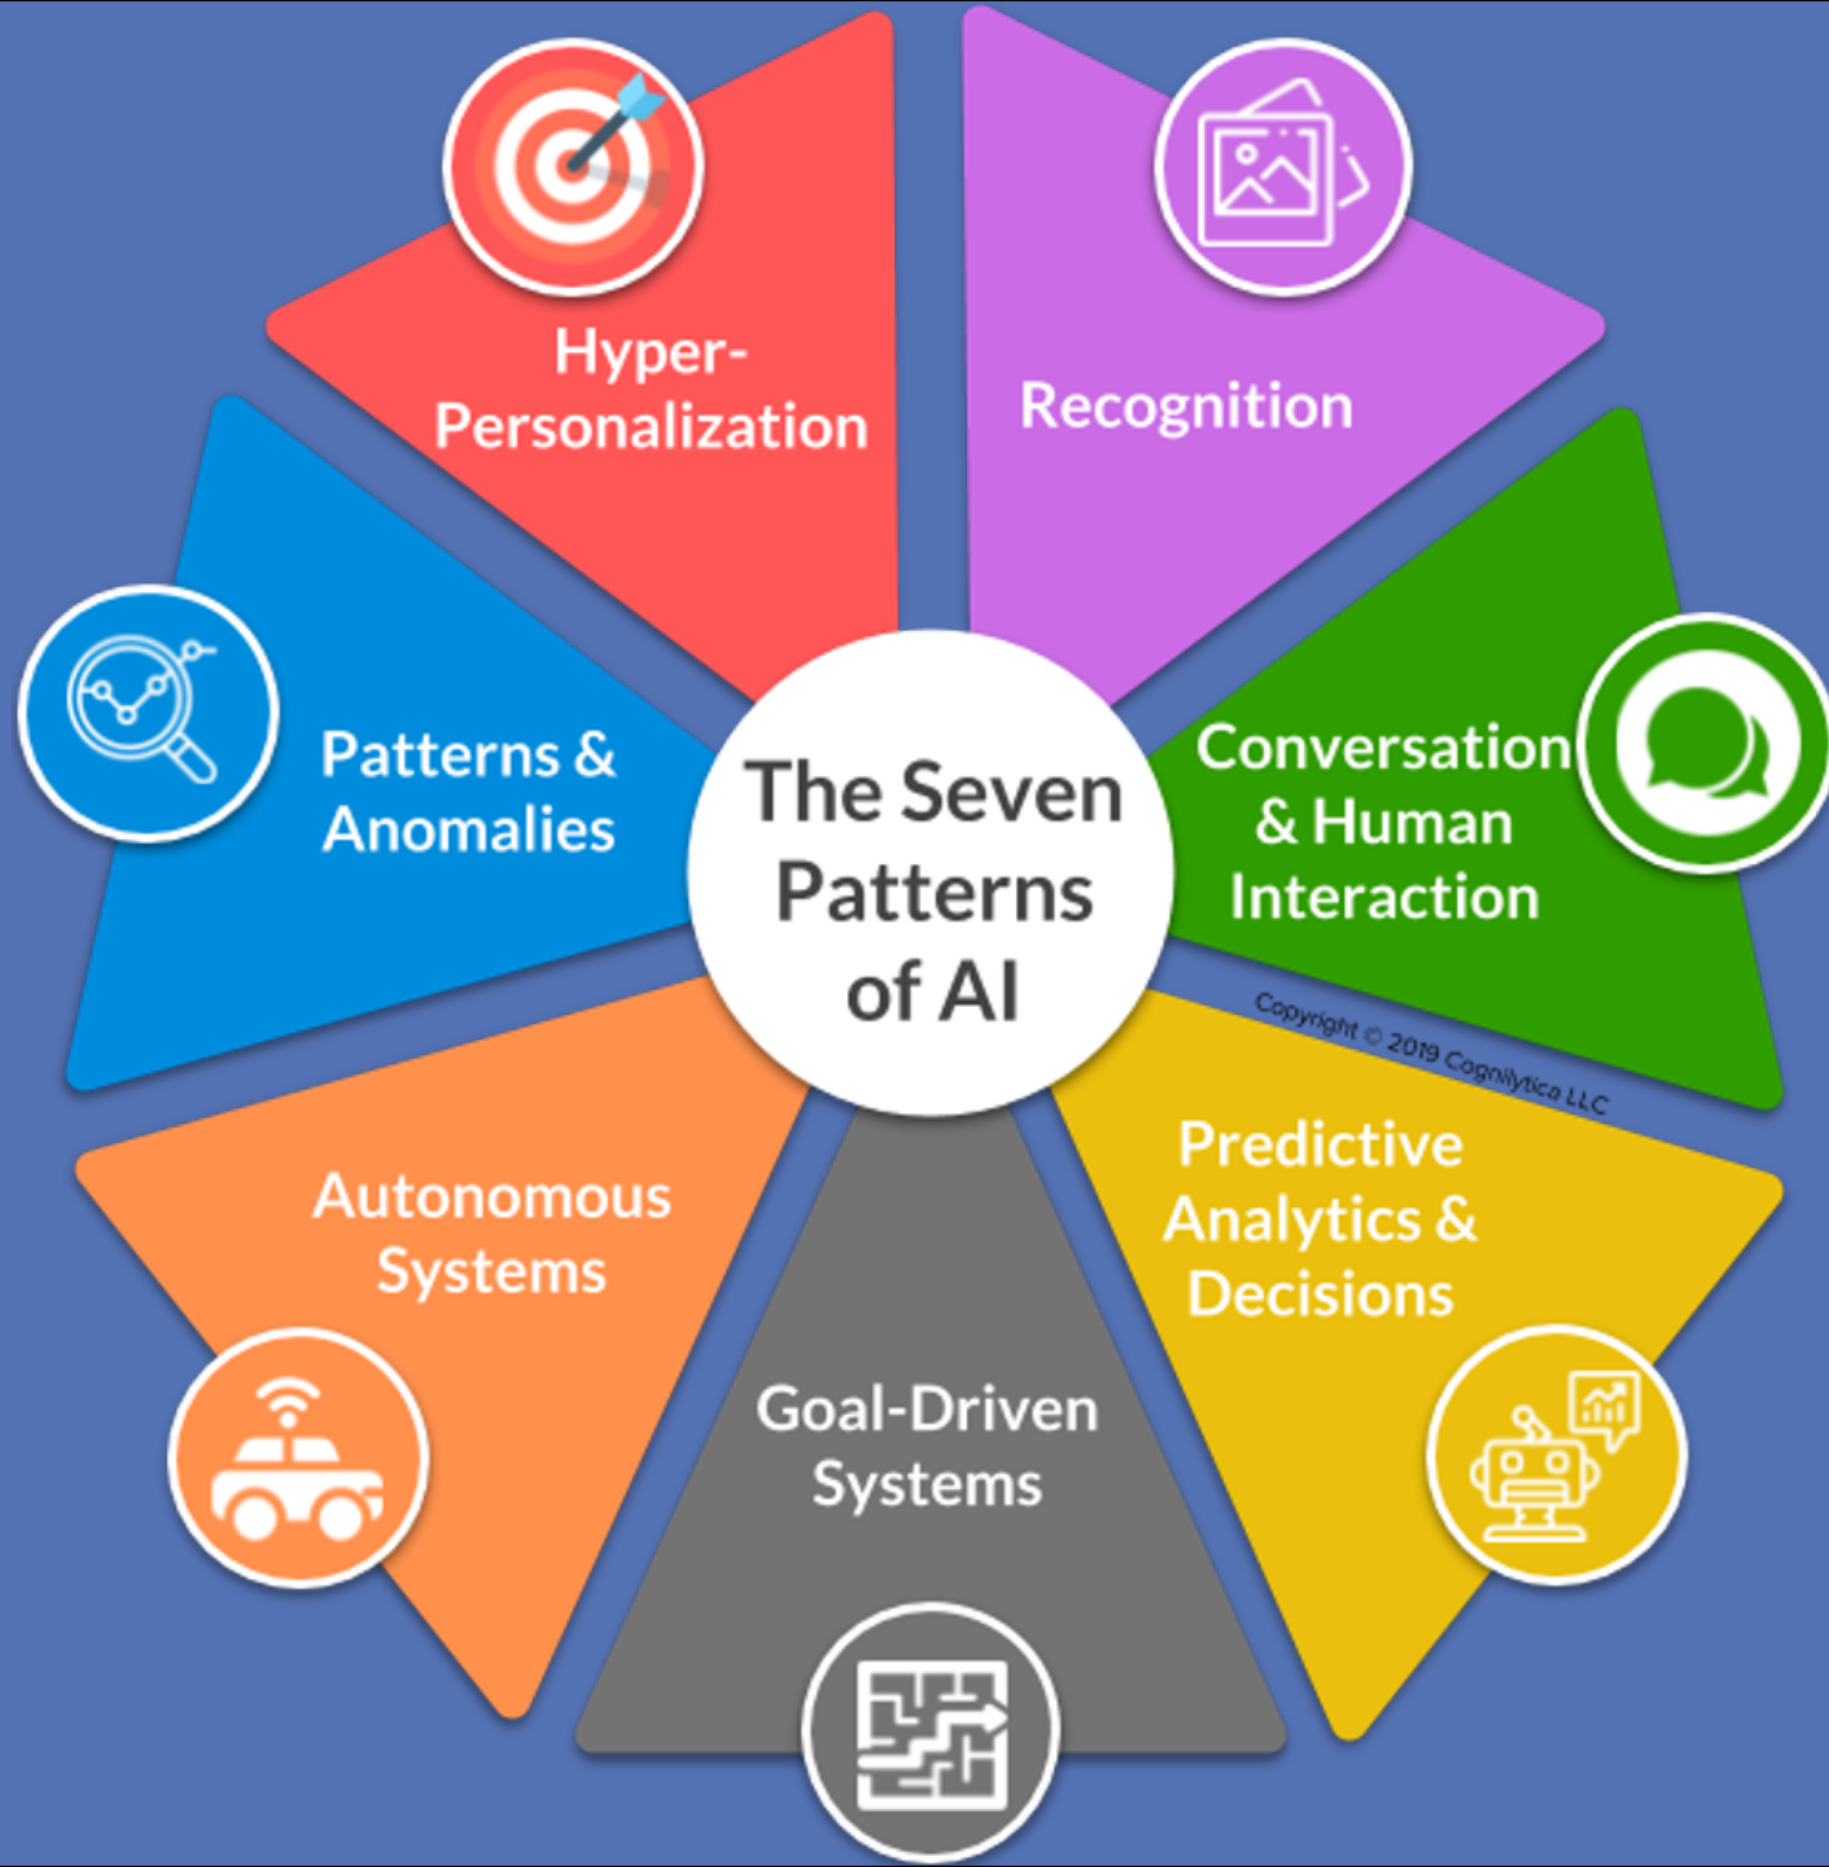 Hyper-
Personalization
Recognition
Conversation
& Human
Interaction
Copyright © 2019 Cognilytica LLC
Predictive
Analytics &
Decisions
Goal-Driven
Systems
Autonomous
Systems
Patterns &
Anomalies
The Seven
Patterns
of AI